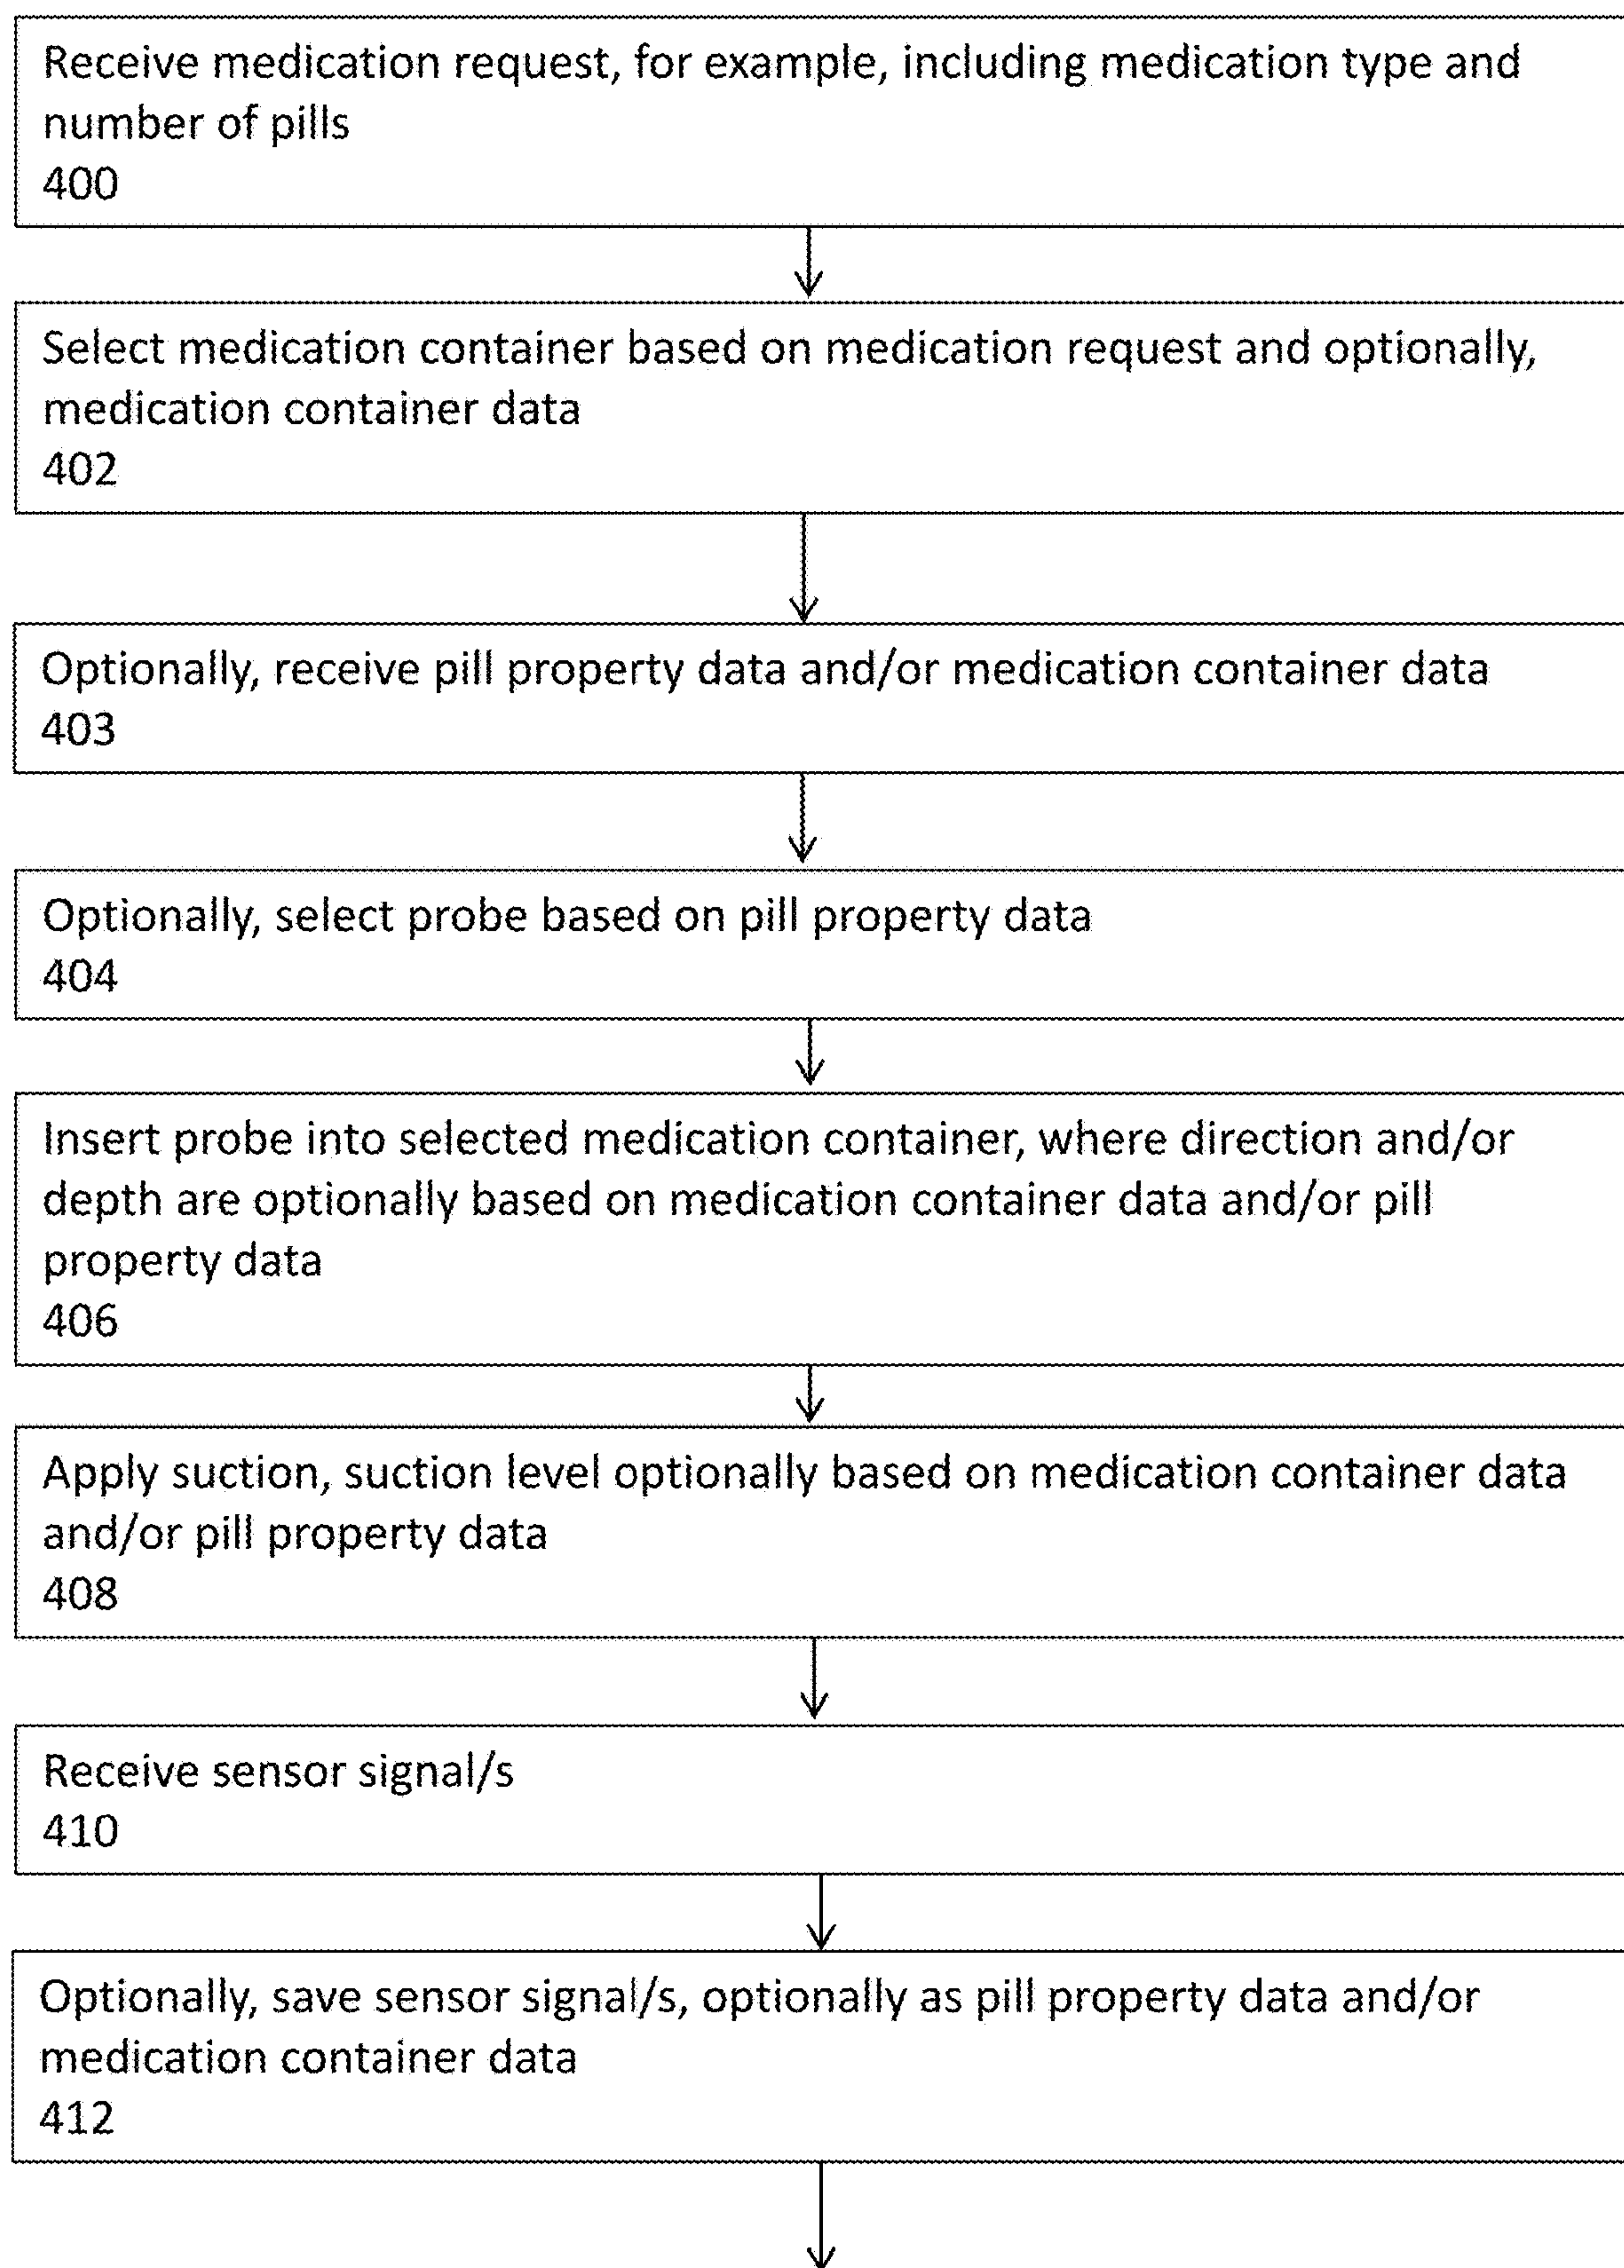 Receive medication request, for example, including medication type and
number of pills
400
Select medication container based on medication request and optionally,
medication container data
402
Optionally, receive pill property data and/or medication container data
403
Optionally, select probe based on pill property data
404
Insert probe into selected medication container, where direction and/or
depth are optionally based on medication container data and/or pill
property data
406
Apply suction, suction level optionally based on medication container data
and/or pill property data
408
Receive sensor signal/s
410
Optionally, save sensor signal/s, optionally as pill property data and/or
medication container data
412